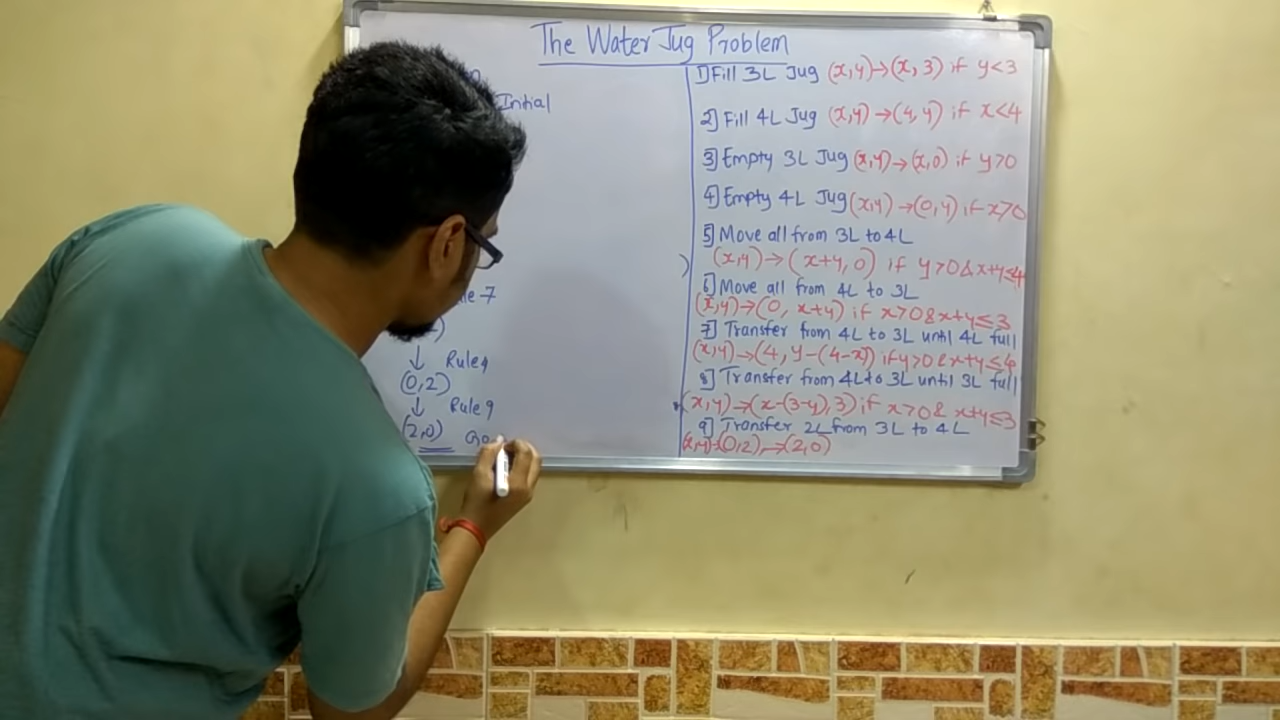 The Water Jug Problem
Initial
Rule 4
(0,2)
↓ Rule 9
(2,0)
1] Fill 3L Jug (x,y)→(x,3) if y<3
2] Fill 4L Jug (x,y)→(4,y) if x<4
3] Empty 3L Jug (x,y)→(x,0) if y>0
4] Empty 4L Jug (x,y)→(0,y) if x>0
5] Move all from 3L to 4L
(x,y)→(x+y,0) if y>0&x+y≤4
6] Move all from 4L to 3L
(x,y)→(0, x+y) if x>0&x+y≤3
7] Transfer from 4L to 3L until 4L full
(x,y)→(4, y-(4-x)) if y>0&x+y≤4
8] Transfer from 4L to 3L until 3L full
(x,y)→(x-(3-y),3) if x>0 & x+y≤3
9] Transfer 2L from 3L to 4L
(0,2)→(2,0)